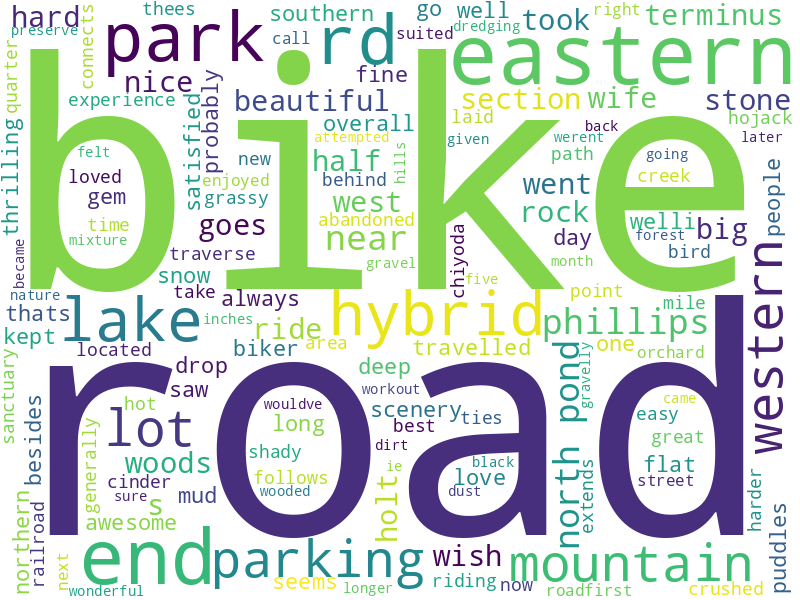 thees southern go well right
preserve hard park rd call suited took dredging terminus
connects nice eastern
quarter experience probably beautiful fine section wife stone
thrilling satisfied overall laid hojack
bike
felt new attempted given werent back later
loved gem enjoyed half hills path going
grassy behind went creek people
time goes west abandoned rock welli big forest
mixture near day bird
became traverse gravel chiyoda month
snow five
nature take always inches hybrid point mile
thats lake phillips western
kept located ride area travelled one orchard
sanctuary drop biker deep north pond gravelly
road
hot saw workout came
besides lot wouldve scenery ties easy
long best
generally woods shady dirt great
cinder follows ie black love flat
s sure wooded holt dust extends street
northern railroad mud harder puddles
awesome
end parking wish mountain
next seems riding now crushed
wonderful longer roadfirst